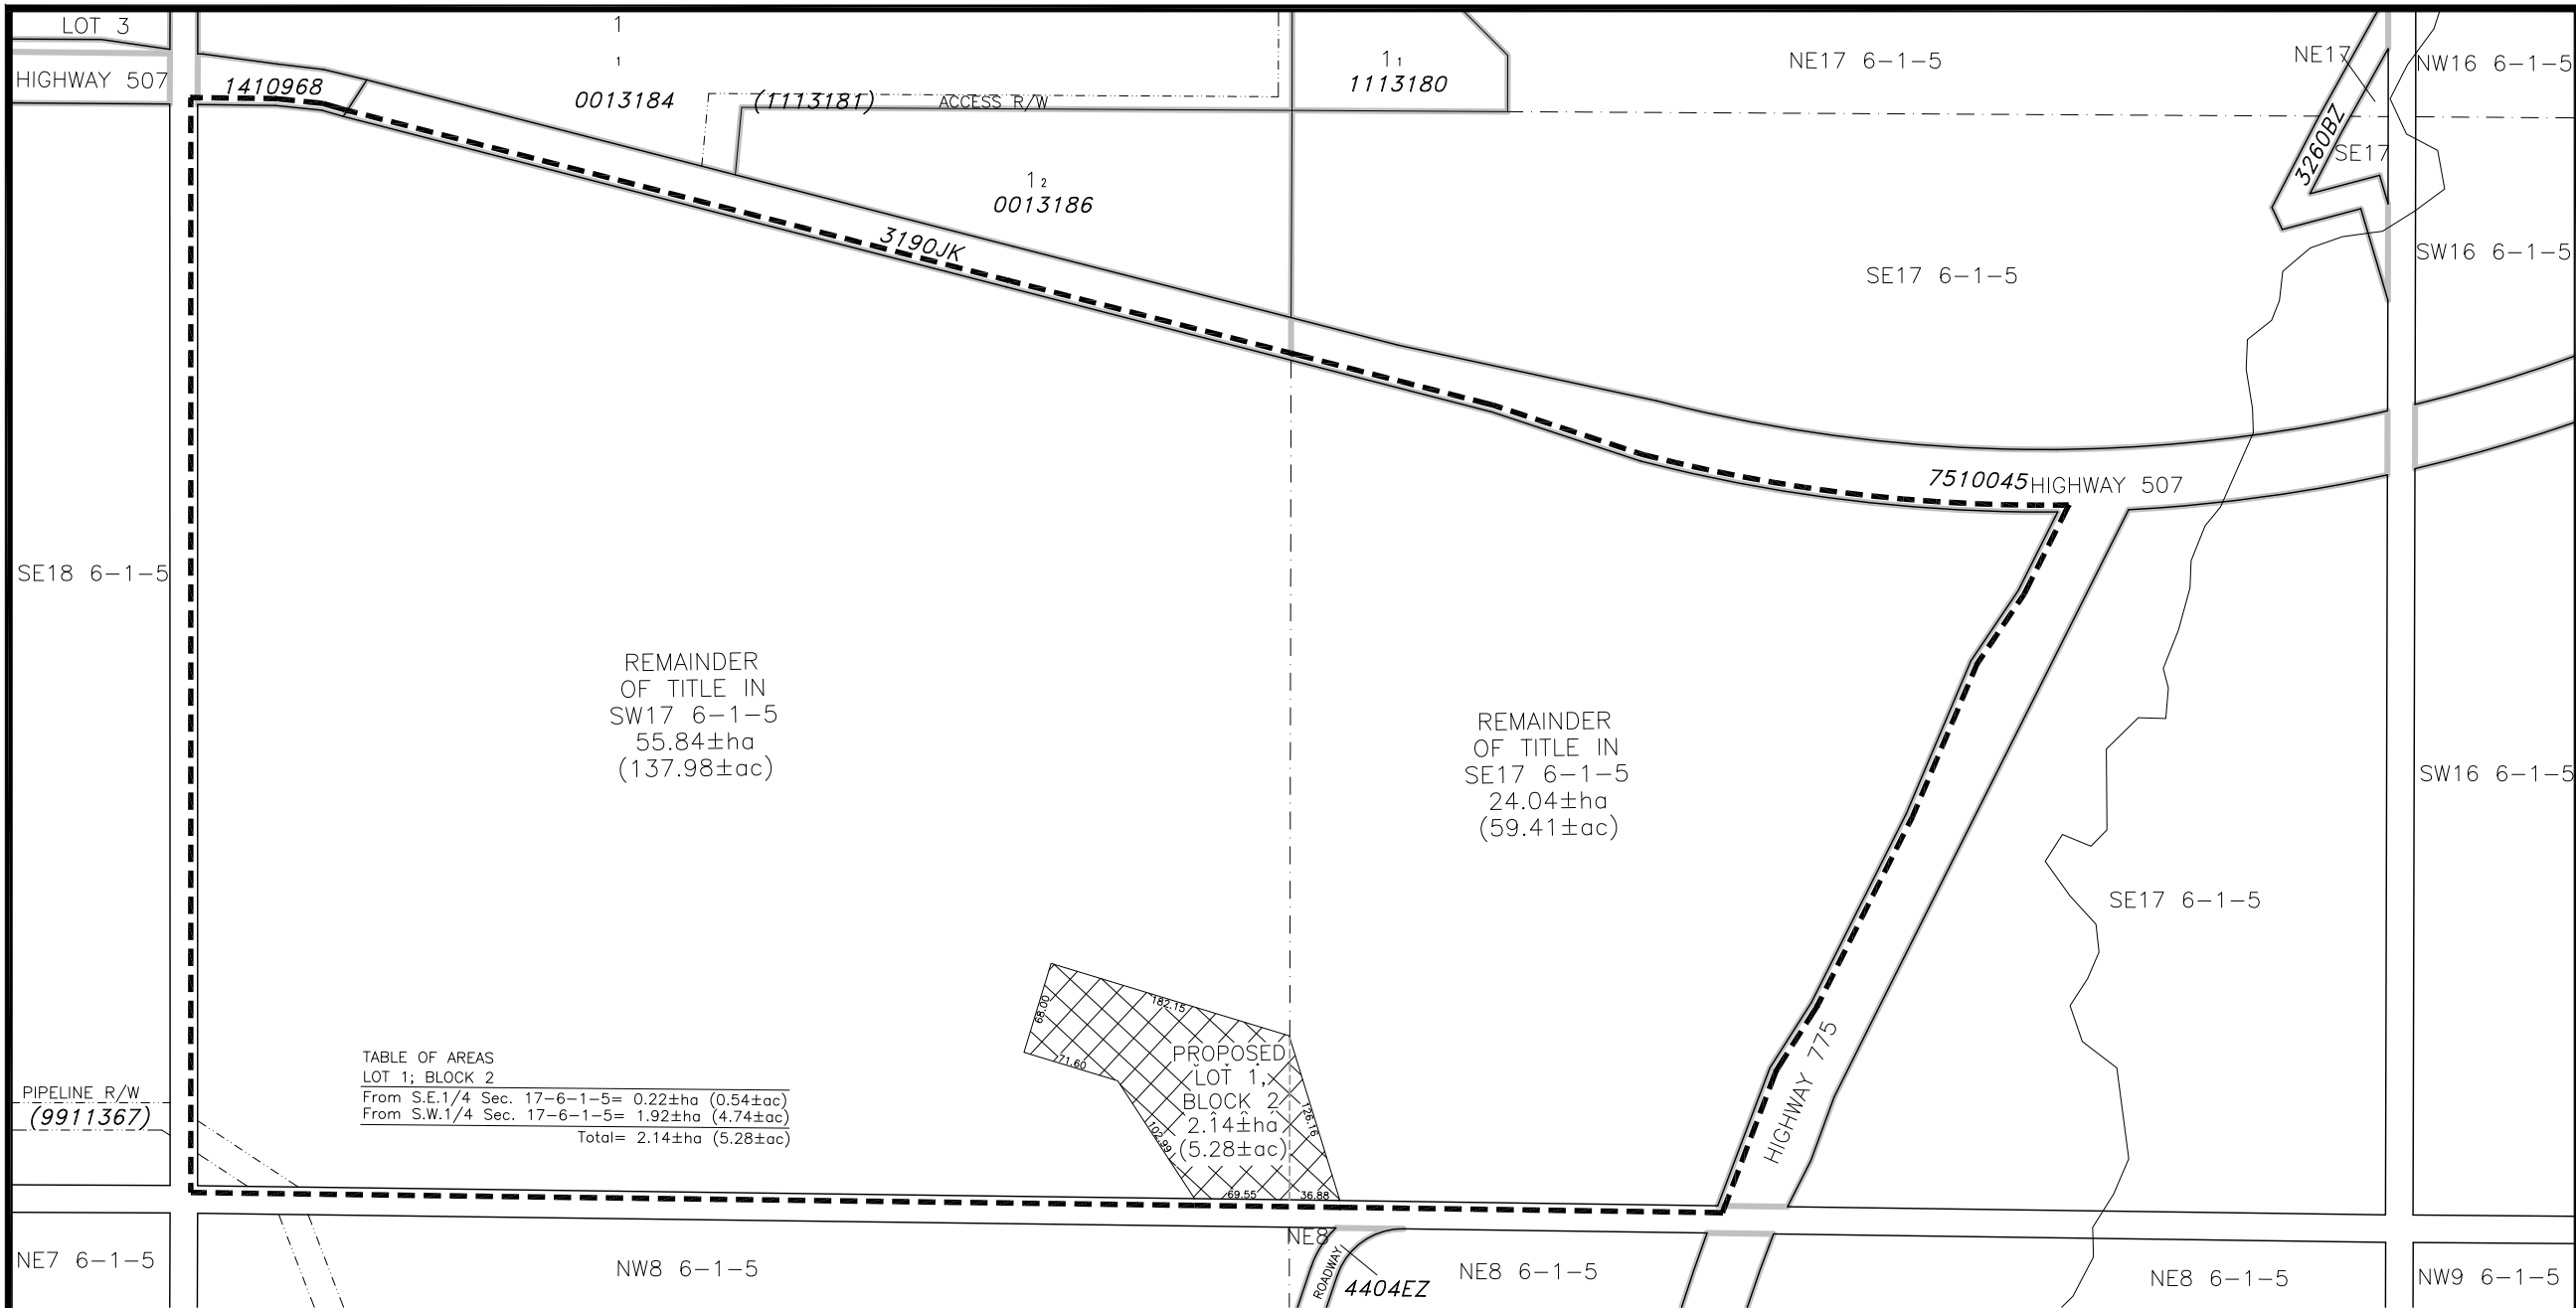 LOT 3
1
1
0013184
HIGHWAY 507
1410968
(1113181)
ACCESS R/W
1 1
1113180
NE17 6-1-5
NE17
NW16 6-1-5
3260BZ
SE17
1 2
0013186
3190JK
SE17 6-1-5
SW16 6-1-5
7510045
HIGHWAY 507
SE18 6-1-5
REMAINDER
OF TITLE IN
SW17 6-1-5
55.84±ha
(137.98±ac)
REMAINDER
OF TITLE IN
SE17 6-1-5
24.04±ha
(59.41±ac)
SW16 6-1-5
SE17 6-1-5
HIGHWAY 775
68.00
182.15
71.60
102.99
126.16
69.55
36.88
PROPOSED
LOT 1,
BLOCK 2
2.14±ha
(5.28±ac)
TABLE OF AREAS
LOT 1; BLOCK 2
From S.E.1/4 Sec. 17-6-1-5= 0.22±ha (0.54±ac)
From S.W.1/4 Sec. 17-6-1-5= 1.92±ha (4.74±ac)
Total= 2.14±ha (5.28±ac)
PIPELINE R/W
(9911367)
NE7 6-1-5
NW8 6-1-5
NE8
ROADWAY
4404EZ
NE8 6-1-5
NE8 6-1-5
NW9 6-1-5